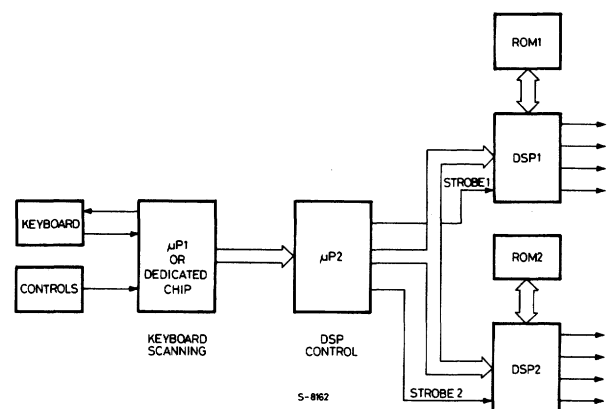 ROM1
DSP1
STROBE 1
KEYBOARD
CONTROLS
µP1
OR
DEDICATED
CHIP
µP2
ROM2
DSP2
KEYBOARD
SCANNING
DSP
CONTROL
STROBE 2
S-8162